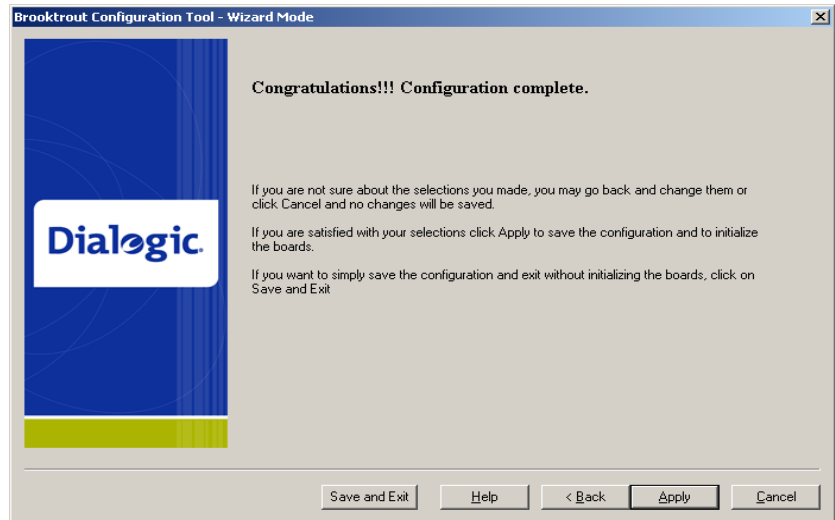 Brooktrout Configuration Tool - Wizard Mode
Congratulations!!! Configuration complete.
If you are not sure about the selections you made, you may go back and change them or
click Cancel and no changes will be saved.
Dialogic.
If you are satisfied with your selections click Apply to save the configuration and to initialize
the boards.
If you want to simply save the configuration and exit without initializing the boards, click on
Save and Exit
Save and Exit
Help
< Back
Apply
Cancel